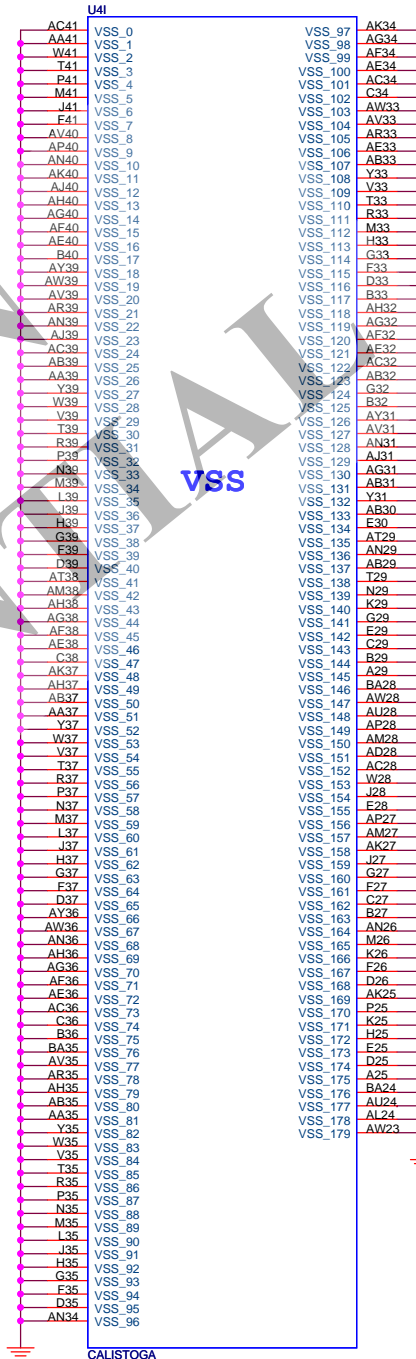 U4I
AC41 VSS_0
AA41 VSS_1
W41 VSS_2
T41 VSS_3
P41 VSS_4
M41 VSS_5
J41 VSS_6
F41 VSS_7
AV40 VSS_8
AP40 VSS_9
AN40 VSS_10
AK40 VSS_11
AJ40 VSS_12
AH40 VSS_13
AG40 VSS_14
AF40 VSS_15
AE40 VSS_16
B40 VSS_17
AY39 VSS_18
AW39 VSS_19
AV39 VSS_20
AR39 VSS_21
AN39 VSS_22
AJ39 VSS_23
AC39 VSS_24
AB39 VSS_25
AA39 VSS_26
Y39 VSS_27
W39 VSS_28
V39 VSS_29
T39 VSS_30
R39 VSS_31
P39 VSS_32
N39 VSS_33
M39 VSS_34
L39 VSS_35
J39 VSS_36
H39 VSS_37
G39 VSS_38
F39 VSS_39
D39 VSS_40
AT38 VSS_41
AM38 VSS_42
AH38 VSS_43
AG38 VSS_44
AF38 VSS_45
AE38 VSS_46
C38 VSS_47
AK37 VSS_48
AH37 VSS_49
AB37 VSS_50
AA37 VSS_51
Y37 VSS_52
W37 VSS_53
V37 VSS_54
T37 VSS_55
R37 VSS_56
P37 VSS_57
N37 VSS_58
M37 VSS_59
L37 VSS_60
J37 VSS_61
H37 VSS_62
G37 VSS_63
F37 VSS_64
D37 VSS_65
AY36 VSS_66
AW36 VSS_67
AN36 VSS_68
AH36 VSS_69
AG36 VSS_70
AF36 VSS_71
AE36 VSS_72
AC36 VSS_73
C36 VSS_74
B36 VSS_75
BA35 VSS_76
AV35 VSS_77
AR35 VSS_78
AH35 VSS_79
AB35 VSS_80
AA35 VSS_81
Y35 VSS_82
W35 VSS_83
V35 VSS_84
T35 VSS_85
R35 VSS_86
P35 VSS_87
N35 VSS_88
M35 VSS_89
L35 VSS_90
J35 VSS_91
H35 VSS_92
G35 VSS_93
F35 VSS_94
D35 VSS_95
AN34 VSS_96
VSS
VSS_97 AK34
VSS_98 AG34
VSS_99 AF34
VSS_100 AE34
VSS_101 AC34
VSS_102 C34
VSS_103 AW33
VSS_104 AV33
VSS_105 AR33
VSS_106 AE33
VSS_107 AB33
VSS_108 Y33
VSS_109 V33
VSS_110 T33
VSS_111 R33
VSS_112 M33
VSS_113 H33
VSS_114 G33
VSS_115 F33
VSS_116 D33
VSS_117 B33
VSS_118 AH32
VSS_119 AG32
VSS_120 AF32
VSS_121 AE32
VSS_122 AC32
VSS_123 AB32
VSS_124 G32
VSS_125 B32
VSS_126 AY31
VSS_127 AV31
VSS_128 AN31
VSS_129 AJ31
VSS_130 AG31
VSS_131 AB31
VSS_132 Y31
VSS_133 AB30
VSS_134 E30
VSS_135 AT29
VSS_136 AN29
VSS_137 AB29
VSS_138 T29
VSS_139 N29
VSS_140 K29
VSS_141 G29
VSS_142 E29
VSS_143 C29
VSS_144 B29
VSS_145 A29
VSS_146 BA28
VSS_147 AW28
VSS_148 AU28
VSS_149 AP28
VSS_150 AM28
VSS_151 AD28
VSS_152 AC28
VSS_153 W28
VSS_154 J28
VSS_155 E28
VSS_156 AP27
VSS_157 AM27
VSS_158 AK27
VSS_159 J27
VSS_160 G27
VSS_161 F27
VSS_162 C27
VSS_163 B27
VSS_164 AN26
VSS_165 M26
VSS_166 K26
VSS_167 F26
VSS_168 D26
VSS_169 AK25
VSS_170 P25
VSS_171 K25
VSS_172 H25
VSS_173 E25
VSS_174 D25
VSS_175 A25
VSS_176 BA24
VSS_177 AU24
VSS_178 AL24
VSS_179 AW23
CALISTOGA